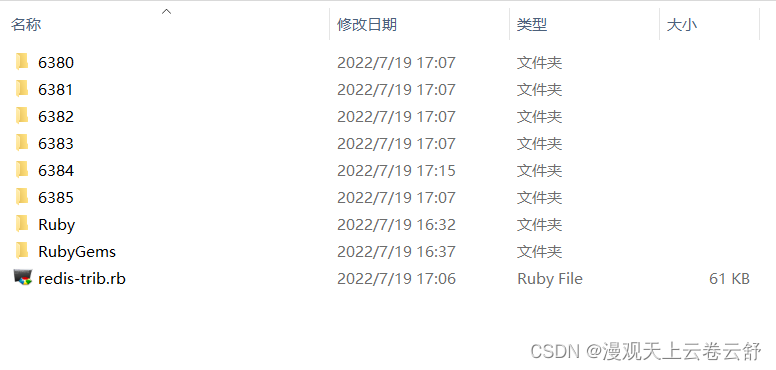 名称 修改日期 类型 大小
6380 2022/7/19 17:07 文件夹
6381 2022/7/19 17:07 文件夹
6382 2022/7/19 17:07 文件夹
6383 2022/7/19 17:07 文件夹
6384 2022/7/19 17:15 文件夹
6385 2022/7/19 17:07 文件夹
Ruby 2022/7/19 16:32 文件夹
RubyGems 2022/7/19 16:37 文件夹
redis-trib.rb 2022/7/19 17:06 Ruby File 61 KB
CSDN @漫观天上云卷云舒